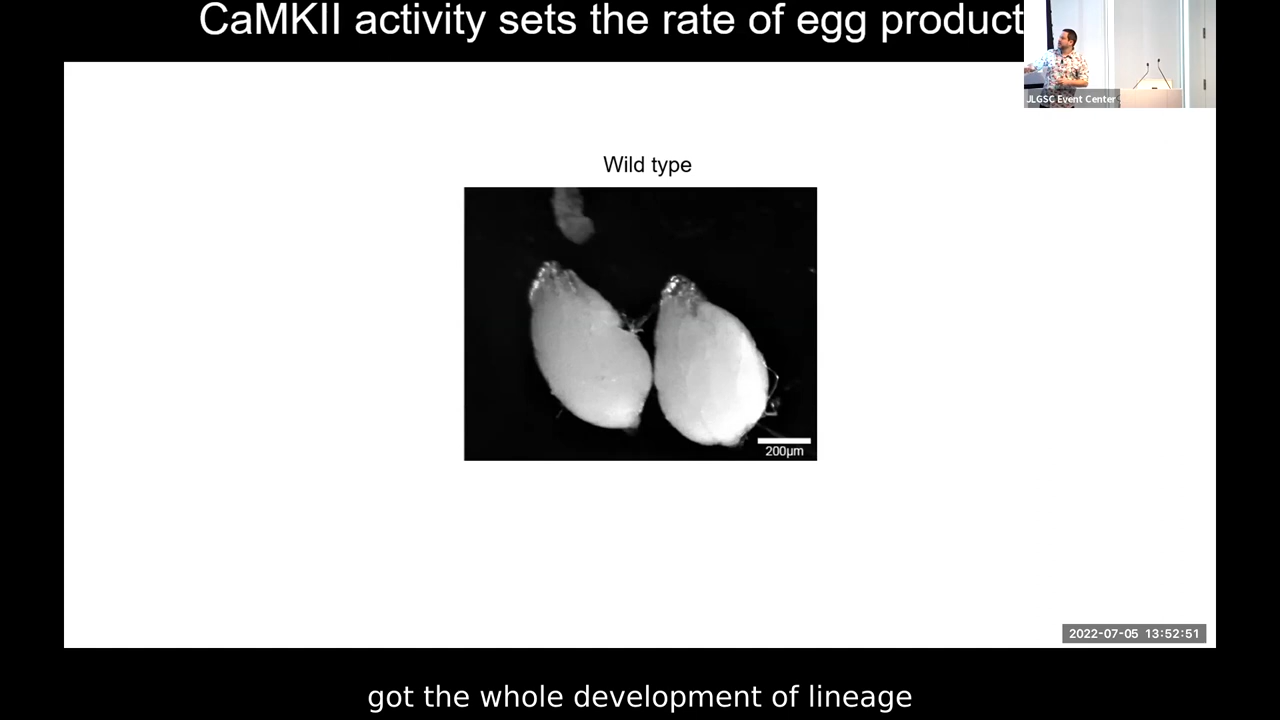 CaMKII activity sets the rate of egg product
JLGSC Event Center
Wild type
200µm
2022-07-05 13:52:51
got the whole development of lineage